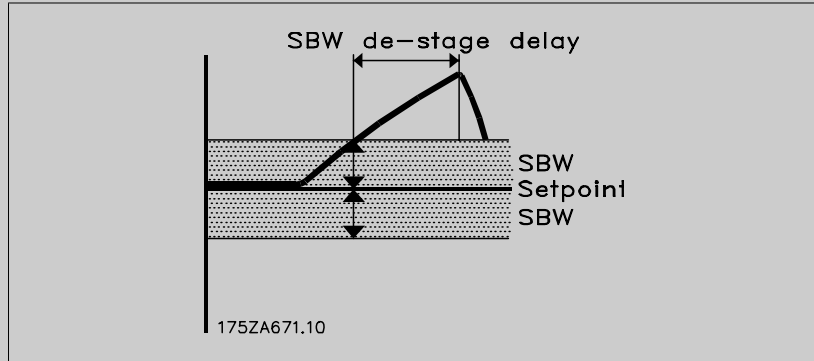 SBW de-stage delay
SBW
Setpoint
SBW
175ZA671.10